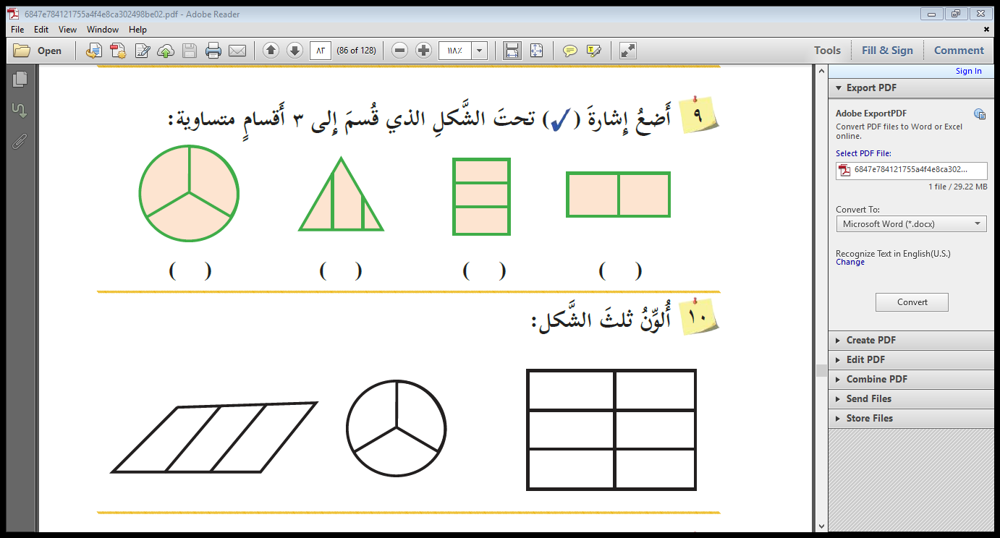 6847e784121755a4f4e8ca302498be02.pdf - Adobe Reader
File Edit View Window Help
Open ٨٣ (86 of 128) ١١٨٪ Tools Fill & Sign Comment
Sign In
٩ أَضعُ إِشارةَ (✓) تحتَ الشَّكلِ الذي قُسمَ إِلى ٣ أَقسامٍ متساوية:
( ) ( ) ( ) ( )
١٠ أُلوِّنُ ثلثَ الشَّكل:
Export PDF
Adobe ExportPDF
Convert PDF files to Word or Excel
online.
Select PDF File:
6847e784121755a4f4e8ca302...
1 file / 29.22 MB
Convert To:
Microsoft Word (*.docx)
Recognize Text in English(U.S.)
Change
Convert
Create PDF
Edit PDF
Combine PDF
Send Files
Store Files